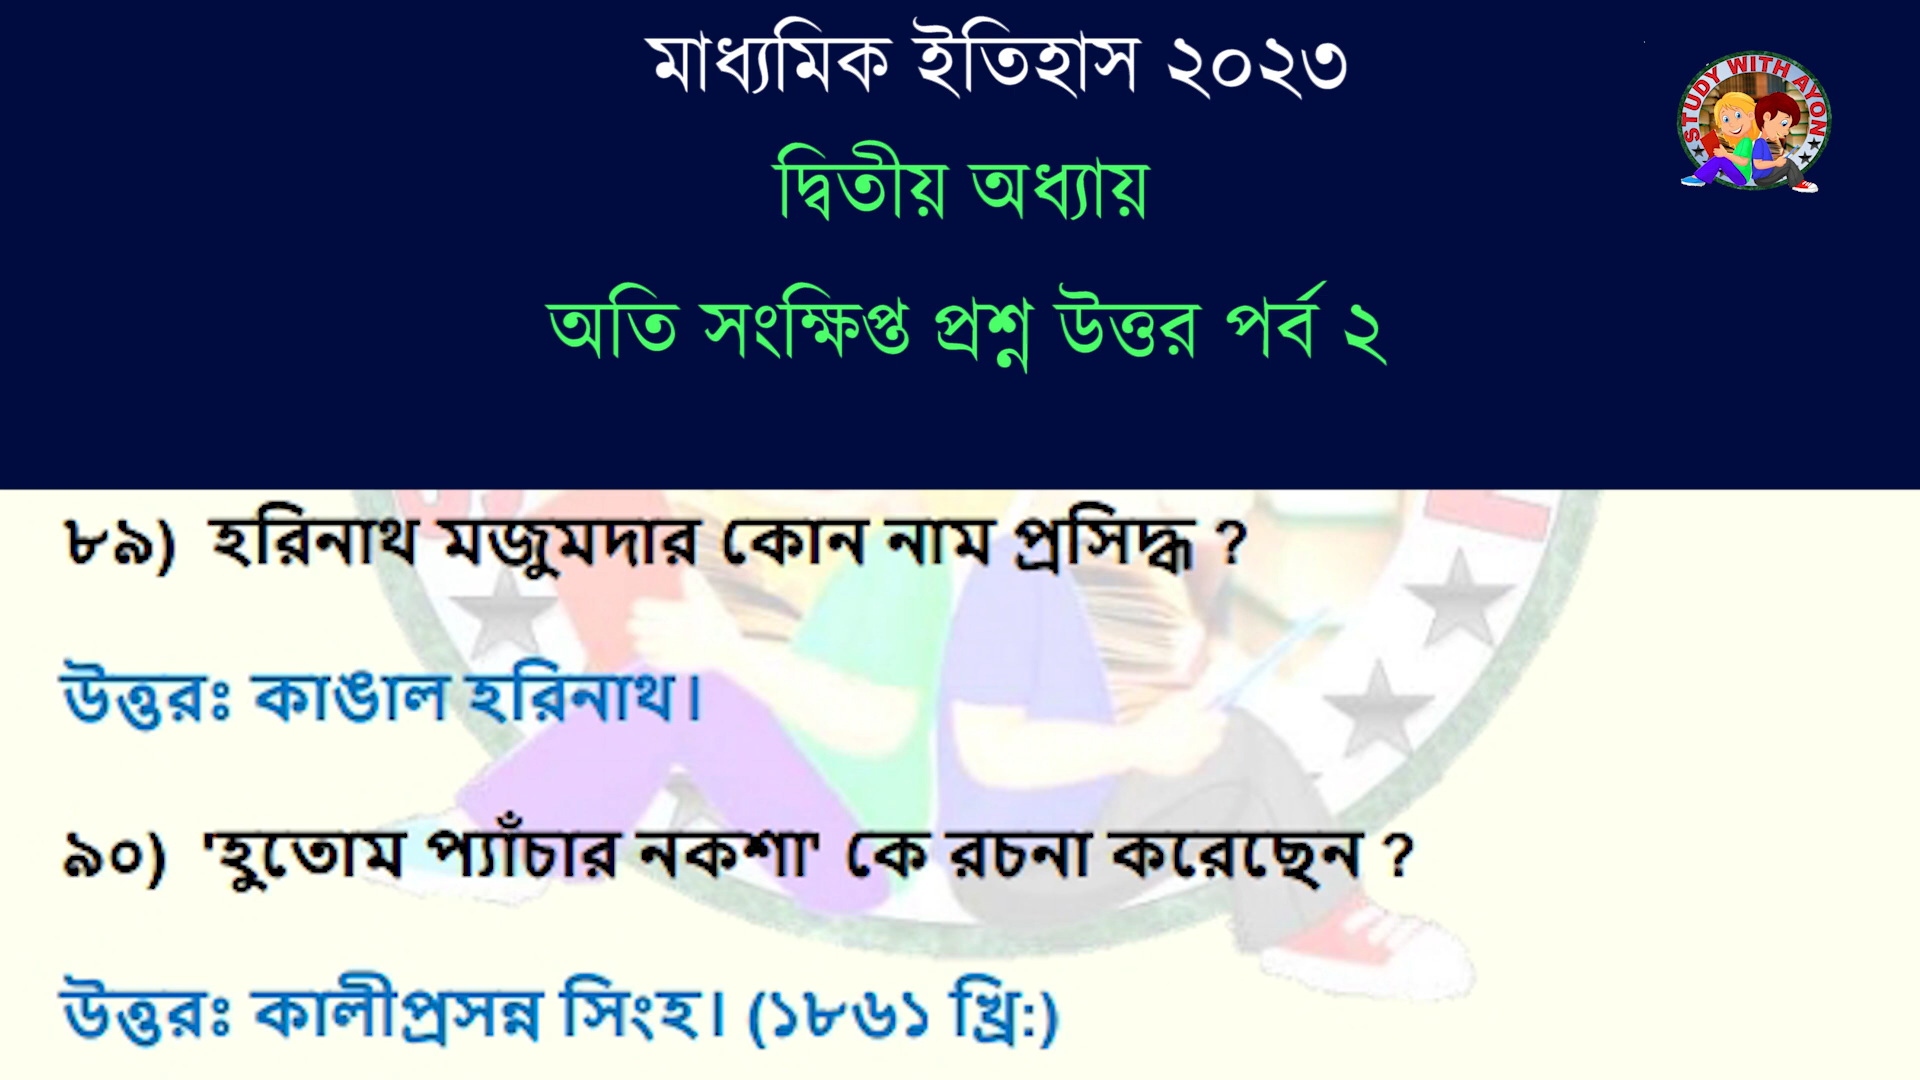 মাধ্যমিক ইতিহাস ২০২৩
STUDY WITH AYON
দ্বিতীয় অধ্যায়
অতি সংক্ষিপ্ত প্রশ্ন উত্তর পর্ব ২
৮৯) হরিনাথ মজুমদার কোন নাম প্রসিদ্ধ ?
উত্তরঃ কাঙাল হরিনাথ।
৯০) 'হুতোম প্যাঁচার নকশা' কে রচনা করেছেন ?
উত্তরঃ কালীপ্রসন্ন সিংহ। (১৮৬১ খ্রি:)